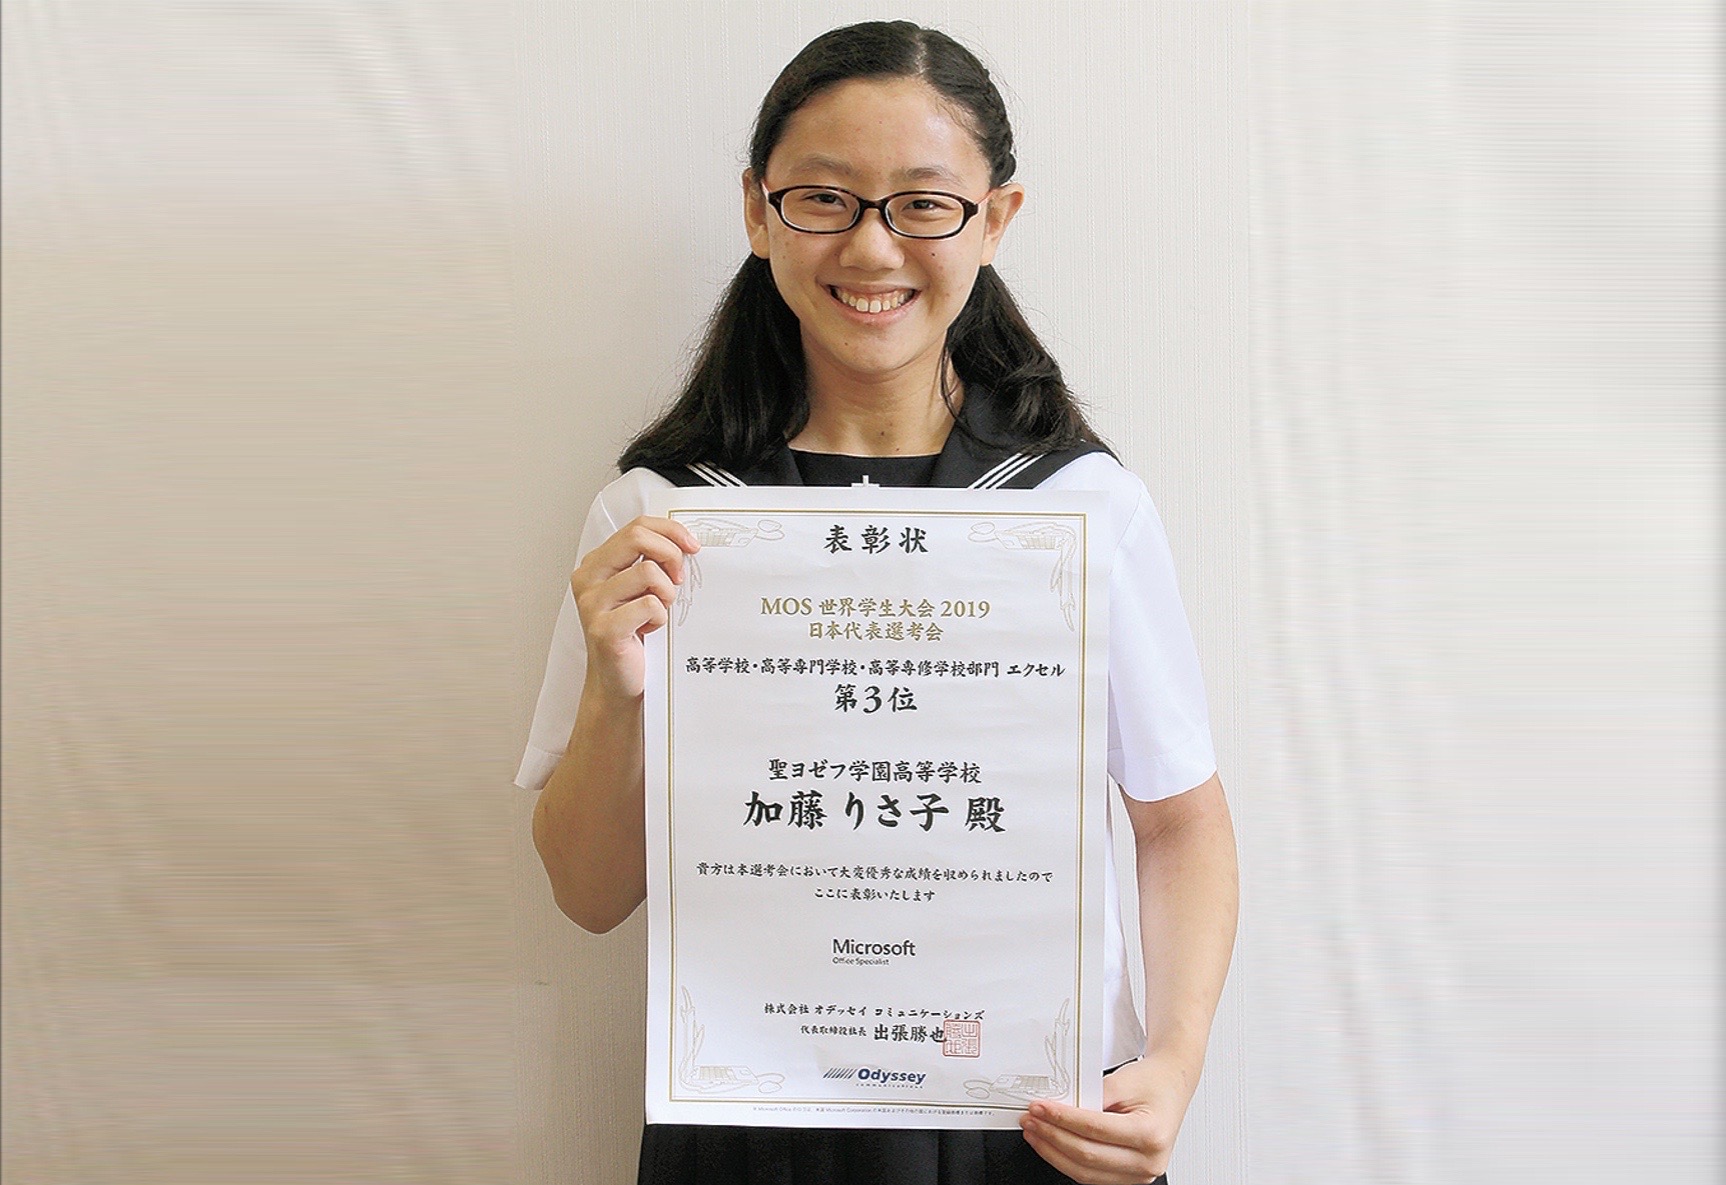 表彰状
MOS 世界学生大会 2019
日本代表選考会
高等学校・高等専門学校・高等専修学校部門 エクセル
第3位
聖ヨゼフ学園高等学校
加藤 りさ子 殿
貴方は本選考会において大変優秀な成績を収められましたので
ここに表彰いたします
Microsoft
Office Specialist
株式会社 オデッセイ コミュニケーションズ
代表取締役社長 出張勝也
Odyssey
communications